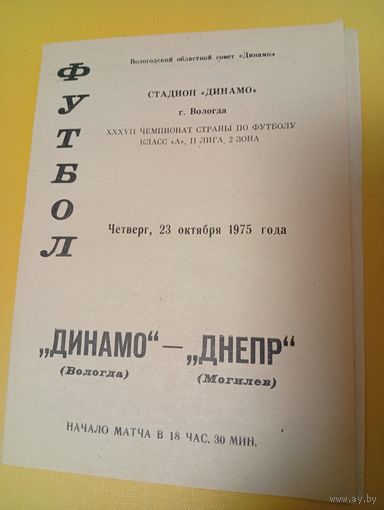 ФУТБОЛ
Вологодский областной совет «Динамо»
СТАДИОН «ДИНАМО»
г. Вологда
XXXVII ЧЕМПИОНАТ СТРАНЫ ПО ФУТБОЛУ
КЛАСС «А», II ЛИГА, 2 ЗОНА
Четверг, 23 октября 1975 года
„ДИНАМО“ — „ДНЕПР“
(Вологда) (Могилев)
НАЧАЛО МАТЧА В 18 ЧАС. 30 МИН.
www.ay.by